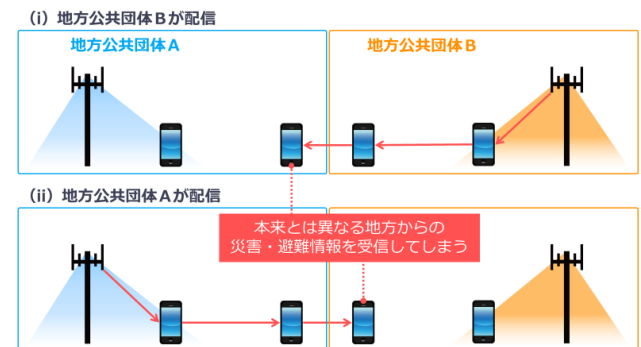 (i) 地方公共団体Bが配信
地方公共団体A
地方公共団体B
(ii) 地方公共団体Aが配信
本来とは異なる地方からの
災害・避難情報を受信してしまう